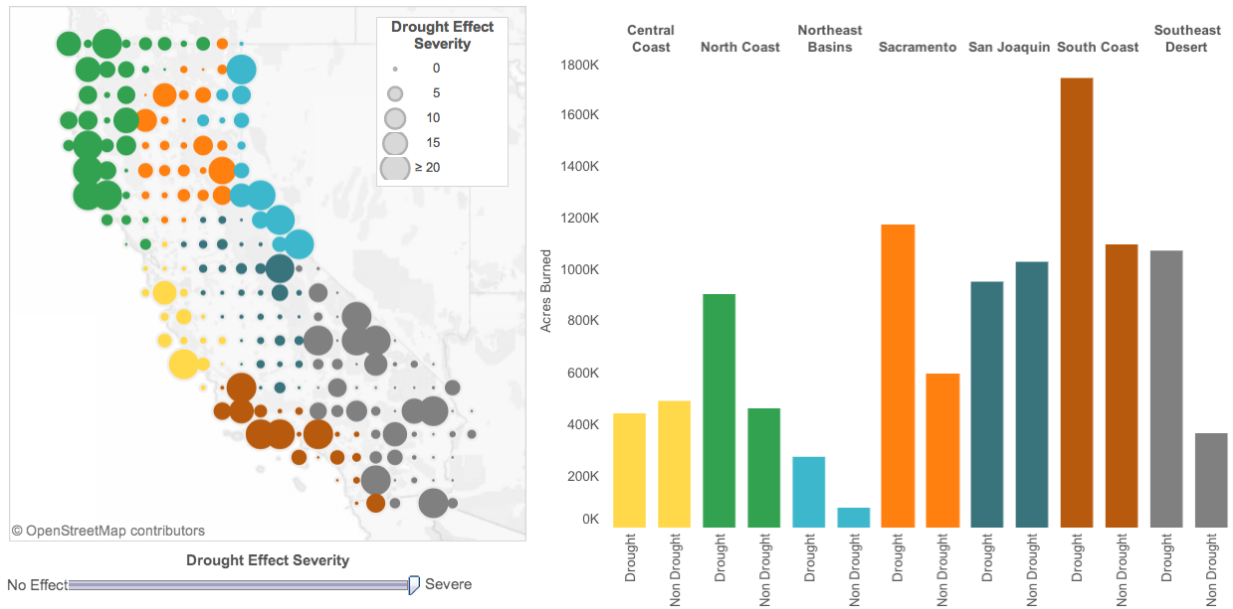 Drought Effect
Severity
0
5
10
15
≥ 20
© OpenStreetMap contributors
Drought Effect Severity
No Effect
Severe
Central
Coast
North Coast
Northeast
Basins
Sacramento
San Joaquin
South Coast
Southeast
Desert
Acres Burned
1800K
1600K
1400K
1200K
1000K
800K
600K
400K
200K
0K
Drought
Non Drought
Drought
Non Drought
Drought
Non Drought
Drought
Non Drought
Drought
Non Drought
Drought
Non Drought
Drought
Non Drought